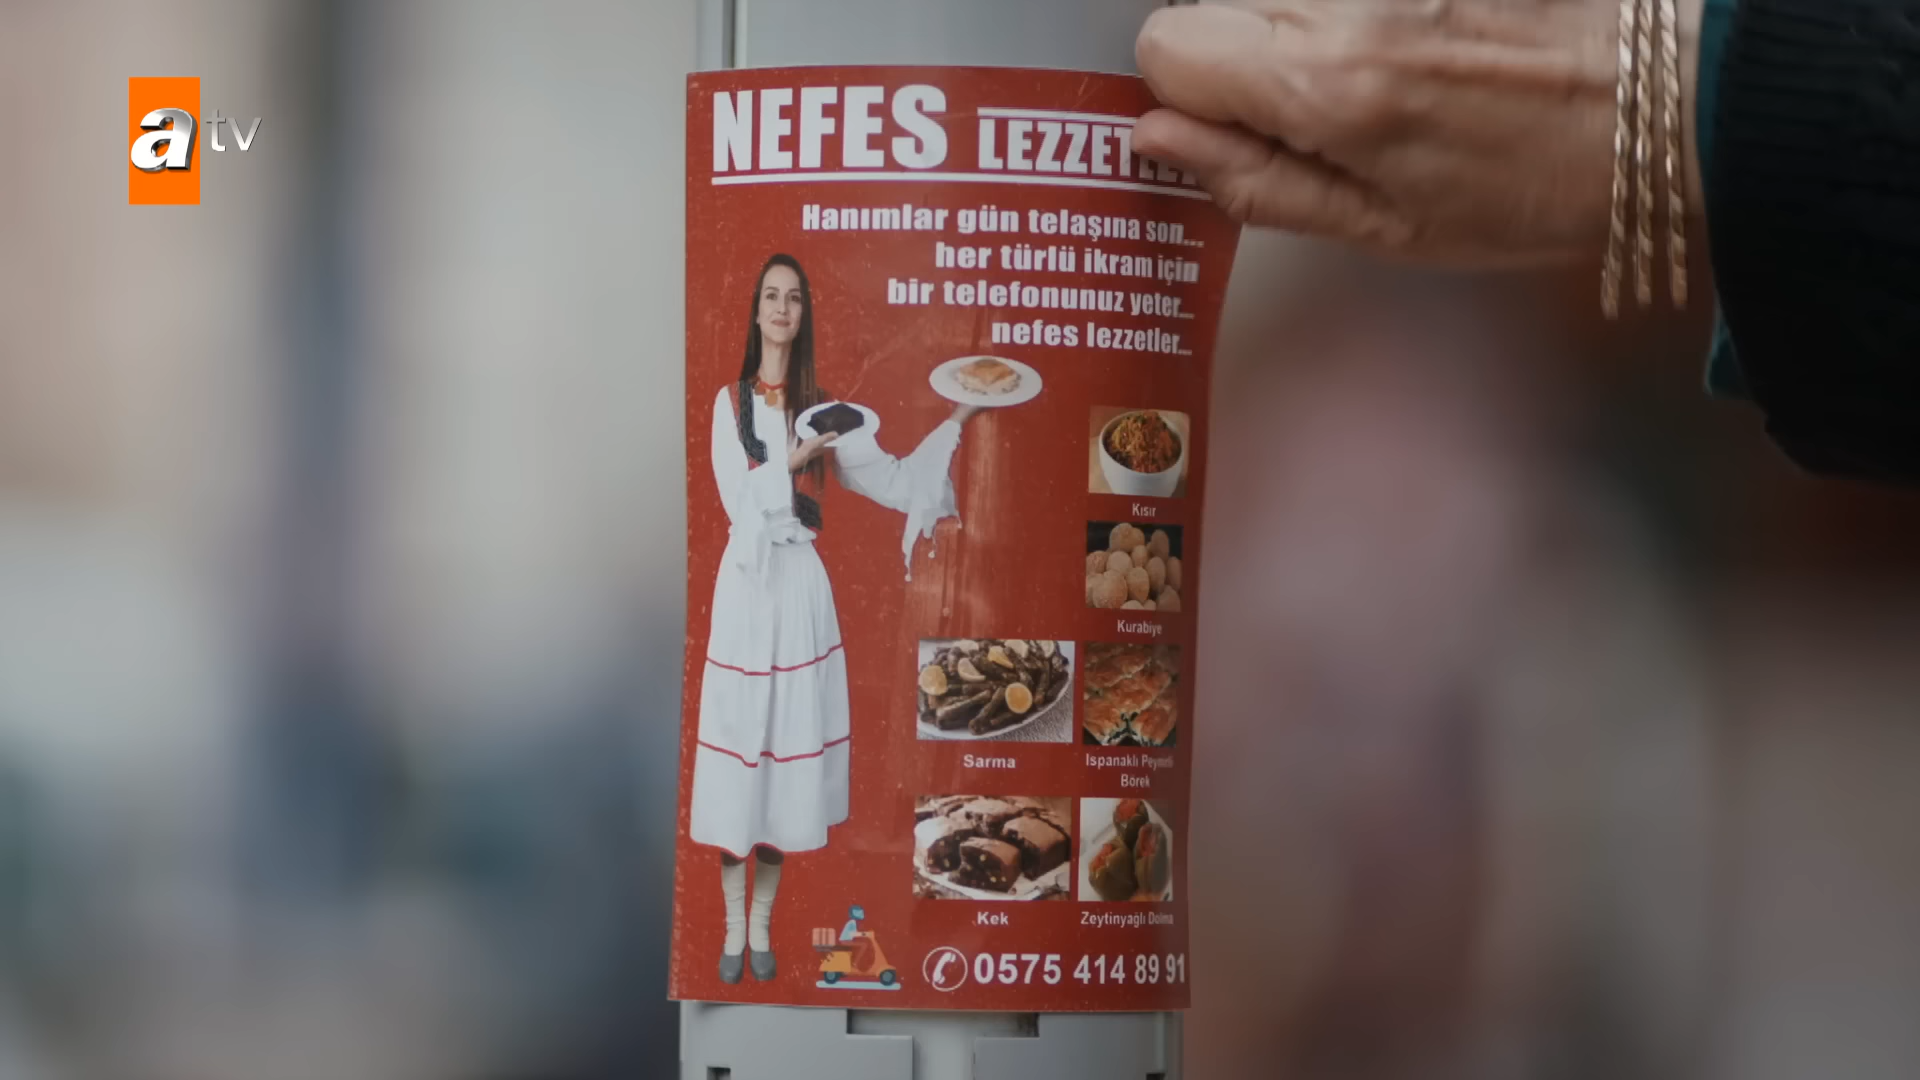 atv
NEFES
Hanımlar gün telaşına son...
her türlü ikram için
bir telefonunuz yeter...
nefes lezzetler...
Kısır
Kurabiye
Sarma
Ispanaklı Peynirli
Börek
Kek
Zeytinyağlı Dolma
0575 414 89 91